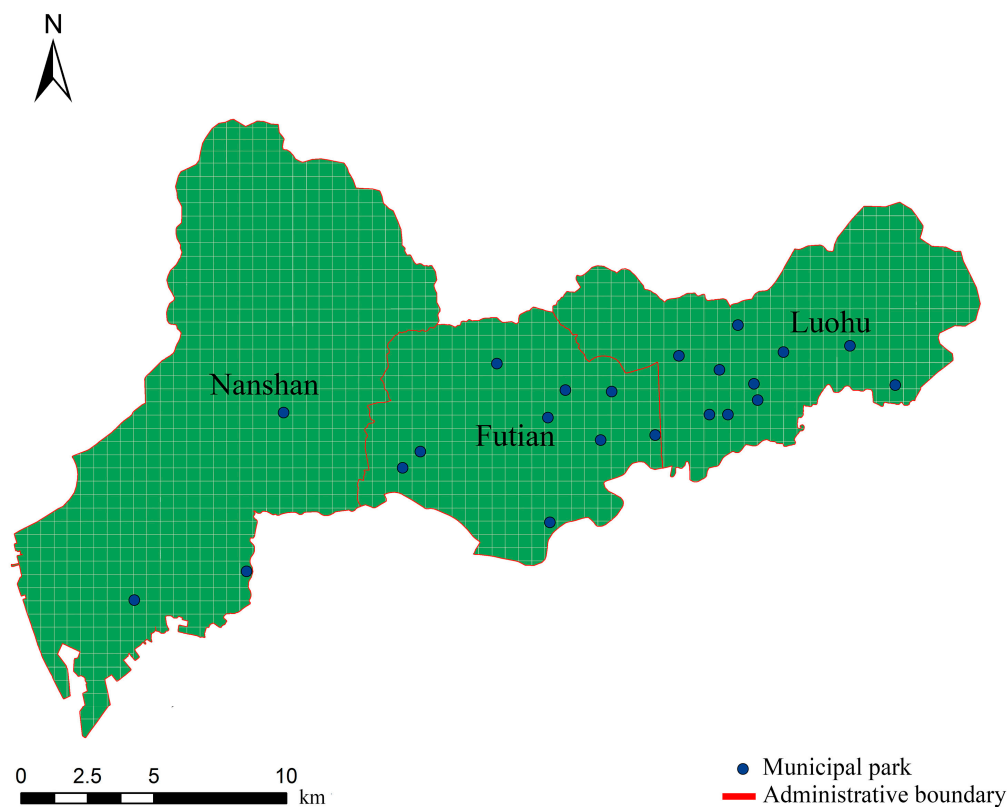 N
Luohu
Nanshan
Futian
0 2.5 5 10
km
Municipal park
Administrative boundary